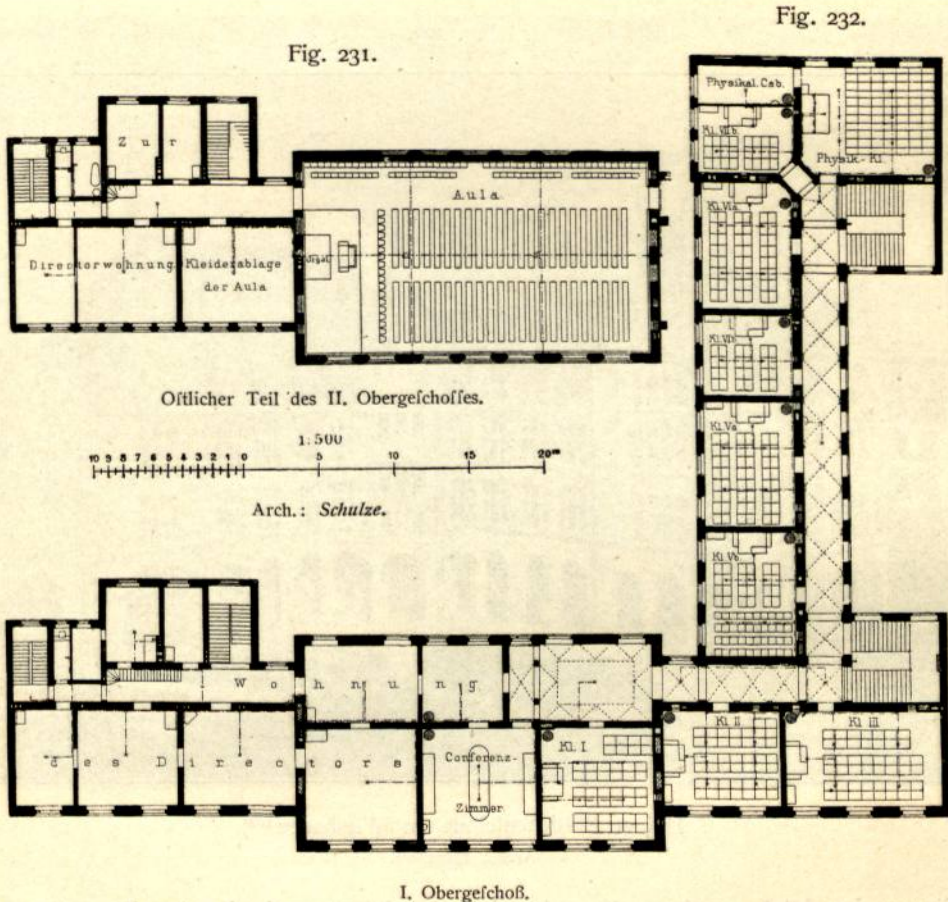 Fig. 231.
Fig. 232.
Zur
Directorwohnung.
Kleiderablage
der Aula
Aula.
Oſtlicher Teil des II. Obergeſchoſſes.
1:500
10 9 8 7 6 5 4 3 2 1 0 5 10 15 20 m
Arch.: Schulze.
Physikal. Cab.
Kl. VII b.
Physik-Kl.
Kl. VI a.
Kl. VI b
Kl. V a
Kl. V b
Wohnung
des Directors
Conferenz-
Zimmer
Kl. I
Kl. II
Kl. III
I. Obergeſchoß.